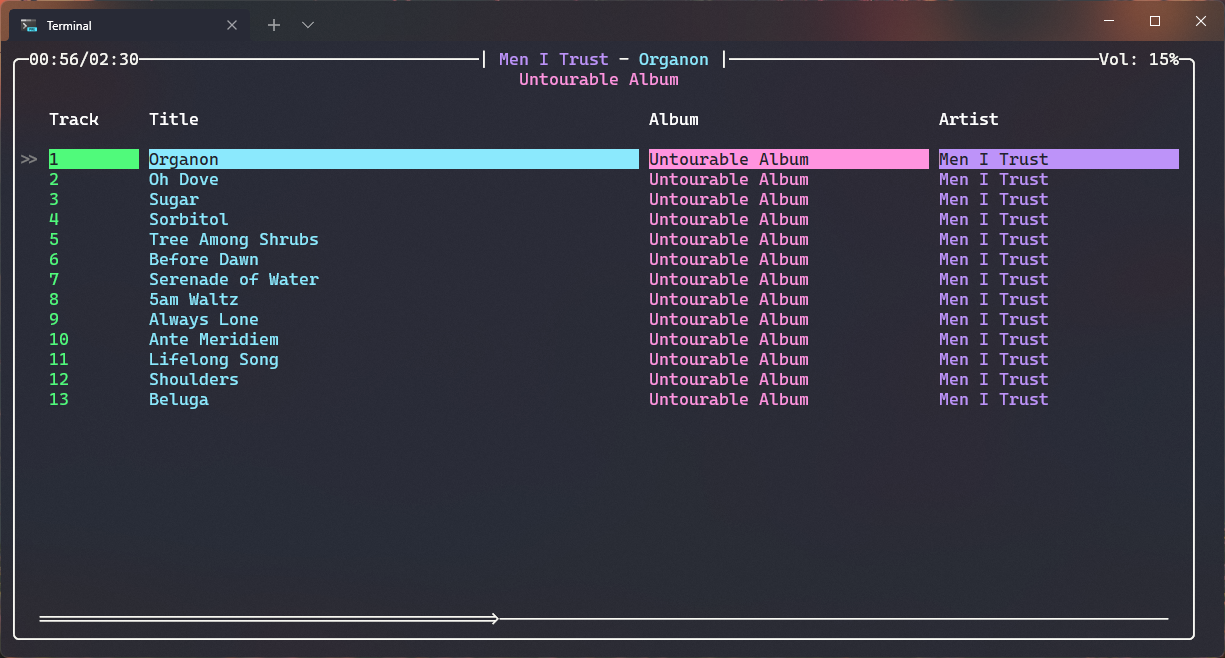 Terminal
00:56/02:30 | Men I Trust — Organon | Vol: 15%
Untourable Album
Track Title Album Artist
>> 1 Organon Untourable Album Men I Trust
2 Oh Dove Untourable Album Men I Trust
3 Sugar Untourable Album Men I Trust
4 Sorbitol Untourable Album Men I Trust
5 Tree Among Shrubs Untourable Album Men I Trust
6 Before Dawn Untourable Album Men I Trust
7 Serenade of Water Untourable Album Men I Trust
8 5am Waltz Untourable Album Men I Trust
9 Always Lone Untourable Album Men I Trust
10 Ante Meridiem Untourable Album Men I Trust
11 Lifelong Song Untourable Album Men I Trust
12 Shoulders Untourable Album Men I Trust
13 Beluga Untourable Album Men I Trust